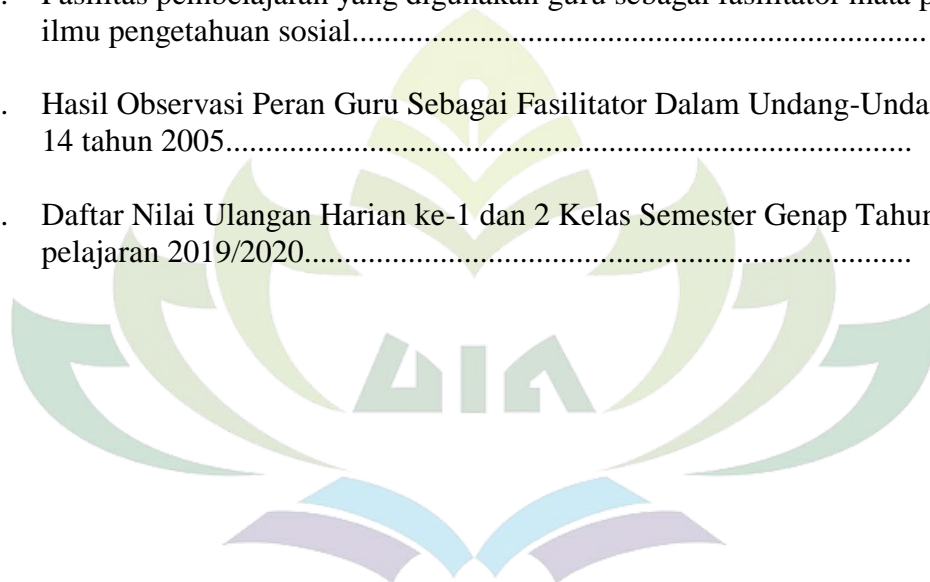 . Fasilitas pembelajaran yang digunakan guru sebagai fasilitator mata p
ilmu pengetahuan sosial.....................................................................
. Hasil Observasi Peran Guru Sebagai Fasilitator Dalam Undang-Unda
14 tahun 2005..................................................................................
. Daftar Nilai Ulangan Harian ke-1 dan 2 Kelas Semester Genap Tahun
pelajaran 2019/2020.........................................................................
UIN